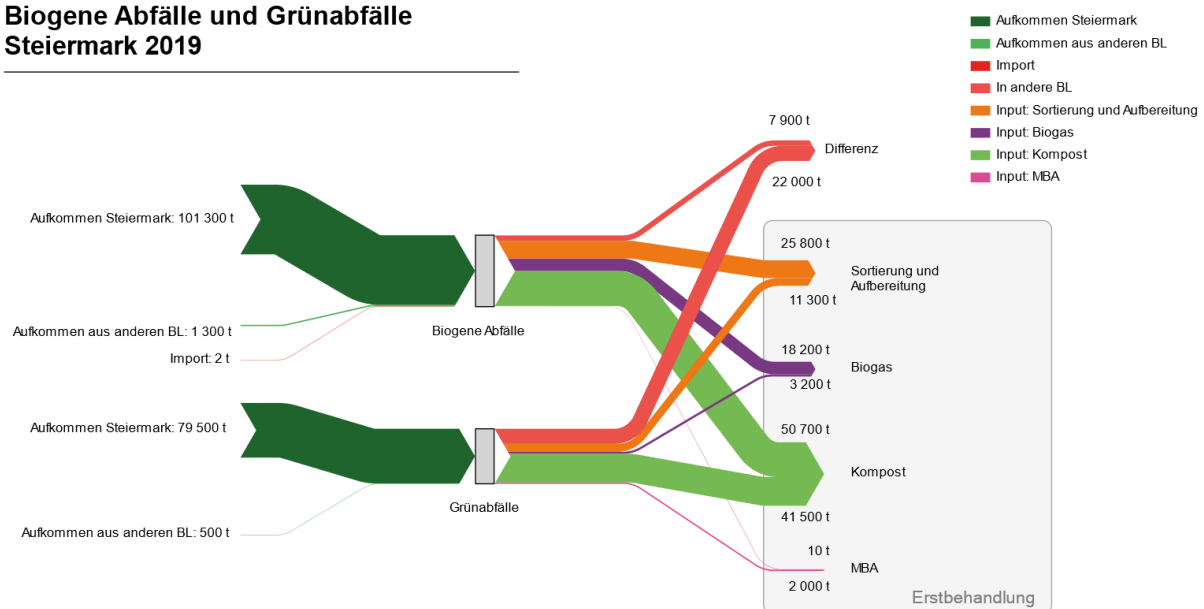 Biogene Abfälle und Grünabfälle
Steiermark 2019
Aufkommen Steiermark
Aufkommen aus anderen BL
Import
In andere BL
Input: Sortierung und Aufbereitung
Input: Biogas
Input: Kompost
Input: MBA
7 900 t
Differenz
22 000 t
Aufkommen Steiermark: 101 300 t
25 800 t
Sortierung und
Aufbereitung
11 300 t
Aufkommen aus anderen BL: 1 300 t
Biogene Abfälle
Import: 2 t
18 200 t
Biogas
3 200 t
Aufkommen Steiermark: 79 500 t
50 700 t
Kompost
Grünabfälle
41 500 t
Aufkommen aus anderen BL: 500 t
10 t
MBA
2 000 t
Erstbehandlung